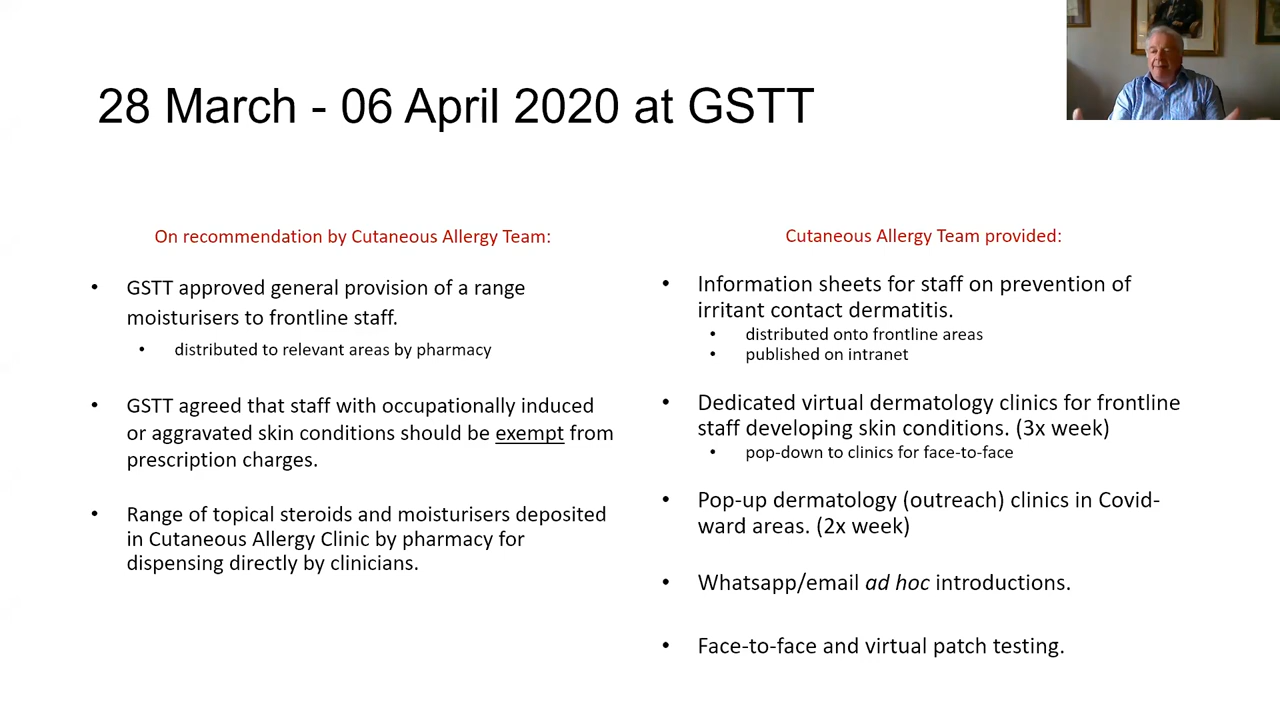 28 March - 06 April 2020 at GSTT
On recommendation by Cutaneous Allergy Team:
• GSTT approved general provision of a range
moisturisers to frontline staff.
• distributed to relevant areas by pharmacy
• GSTT agreed that staff with occupationally induced
or aggravated skin conditions should be exempt from
prescription charges.
• Range of topical steroids and moisturisers deposited
in Cutaneous Allergy Clinic by pharmacy for
dispensing directly by clinicians.
Cutaneous Allergy Team provided:
• Information sheets for staff on prevention of
irritant contact dermatitis.
• distributed onto frontline areas
• published on intranet
• Dedicated virtual dermatology clinics for frontline
staff developing skin conditions. (3x week)
• pop-down to clinics for face-to-face
• Pop-up dermatology (outreach) clinics in Covid-
ward areas. (2x week)
• Whatsapp/email ad hoc introductions.
• Face-to-face and virtual patch testing.